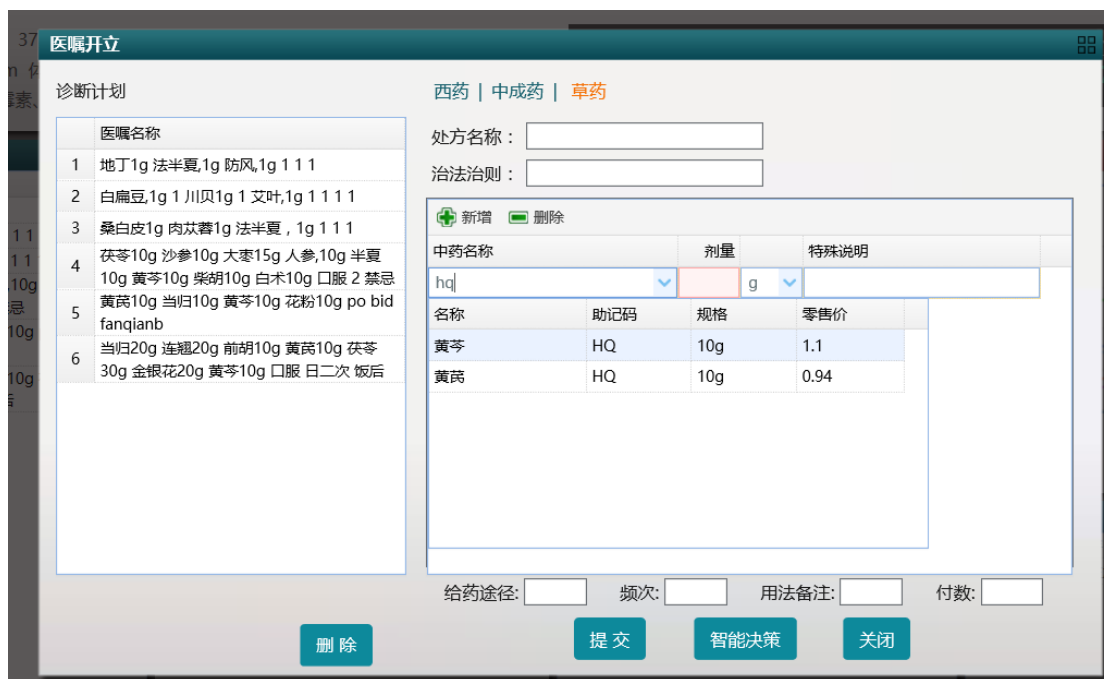 37
医嘱开立
m 体
诊断计划
西药 | 中成药 | 草药
霉素、
医嘱名称
处方名称：
1 地丁1g 法半夏,1g 防风,1g 1 1 1
治法治则：
2 白扁豆,1g 1 川贝1g 1 艾叶,1g 1 1 1 1
3 桑白皮1g 肉苁蓉1g 法半夏，1g 1 1 1
新增 删除
1 1
中药名称 剂量 特殊说明
4 茯苓10g 沙参10g 大枣15g 人参,10g 半夏
10g 黄芩10g 柴胡10g 白术10g 口服 2 禁忌
1 1
10g
hq g
忌
5 黄芪10g 当归10g 黄芩10g 花粉10g po bid
fanqianb
名称 助记码 规格 零售价
10g
黄芩 HQ 10g 1.1
6 当归20g 连翘20g 前胡10g 黄芪10g 茯苓
30g 金银花20g 黄芩10g 口服 日二次 饭后
黄芪 HQ 10g 0.94
10g
给药途径: 频次: 用法备注: 付数:
删 除
提 交 智能决策 关闭